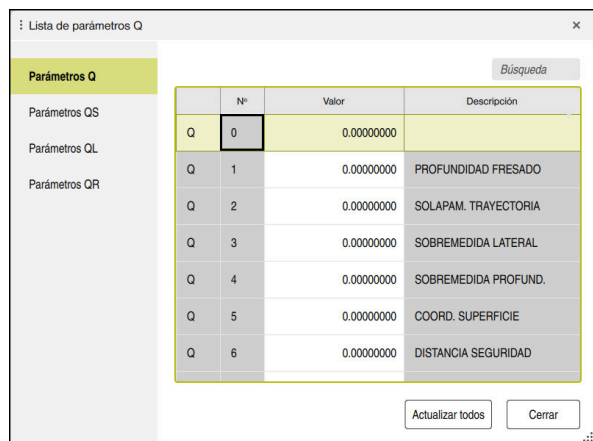 Lista de parámetros Q
Parámetros Q
Parámetros QS
Parámetros QL
Parámetros QR
Búsqueda
Nº Valor Descripción
Q 0 0.00000000
Q 1 0.00000000 PROFUNDIDAD FRESADO
Q 2 0.00000000 SOLAPAM. TRAYECTORIA
Q 3 0.00000000 SOBREMEDIDA LATERAL
Q 4 0.00000000 SOBREMEDIDA PROFUND.
Q 5 0.00000000 COORD. SUPERFICIE
Q 6 0.00000000 DISTANCIA SEGURIDAD
Actualizar todos Cerrar